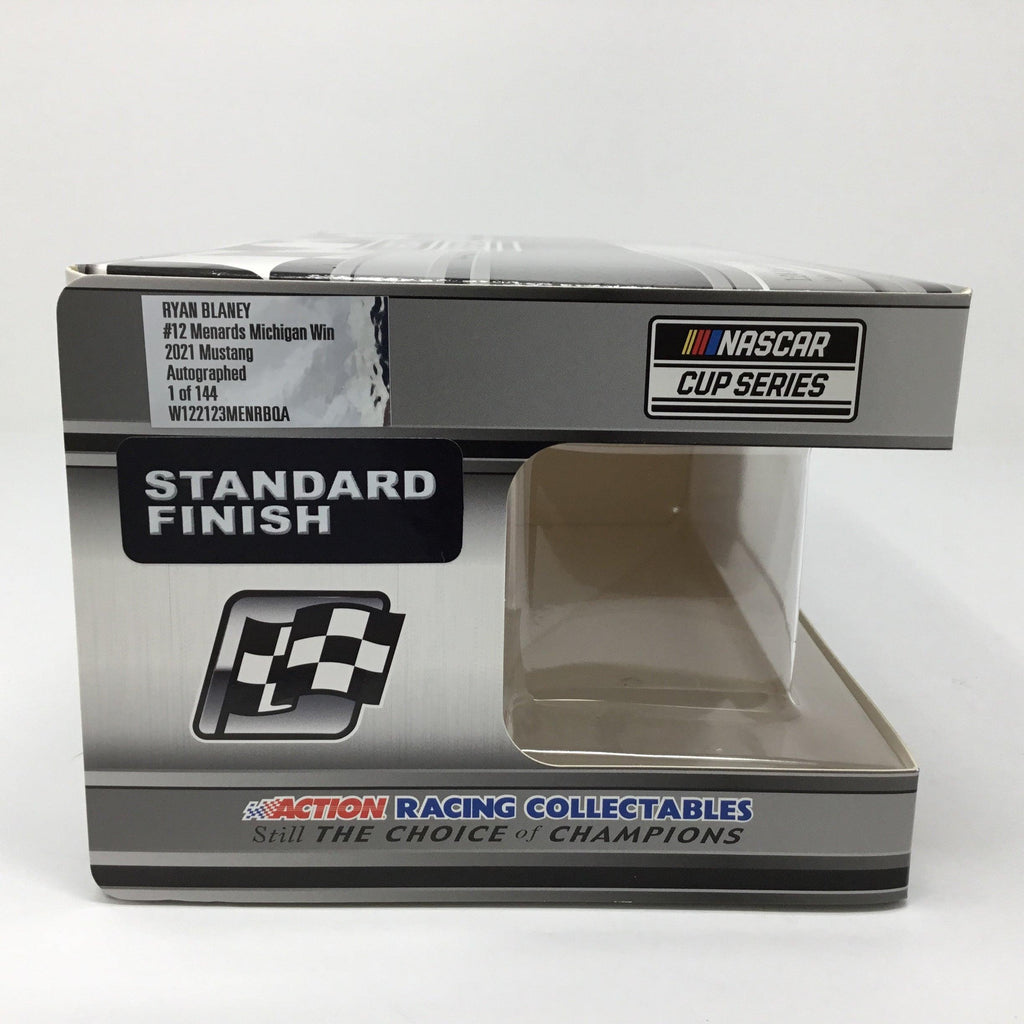 RYAN BLANEY
#12 Menards Michigan Win
2021 Mustang
Autographed
1 of 144
W122123MENRBQA
NASCAR
CUP SERIES
STANDARD
FINISH
ACTION RACING COLLECTABLES
Still THE CHOICE of CHAMPIONS